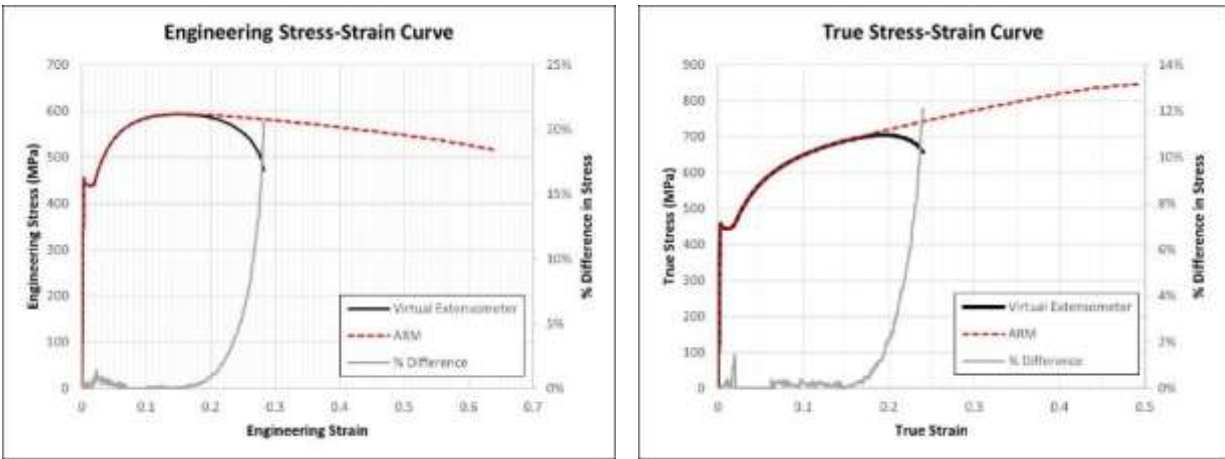 Engineering Stress-Strain Curve
700
600
500
400
300
200
100
0
Engineering Stress (MPa)
25%
20%
15%
10%
5%
0%
% Difference in Stress
Virtual Extensometer
ARM
% Difference
0 0.1 0.2 0.3 0.4 0.5 0.6 0.7
Engineering Strain
True Stress-Strain Curve
900
800
700
600
500
400
300
200
100
0
True Stress (MPa)
14%
12%
10%
8%
6%
4%
2%
0%
% Difference in Stress
Virtual Extensometer
ARM
% Difference
0 0.1 0.2 0.3 0.4 0.5
True Strain